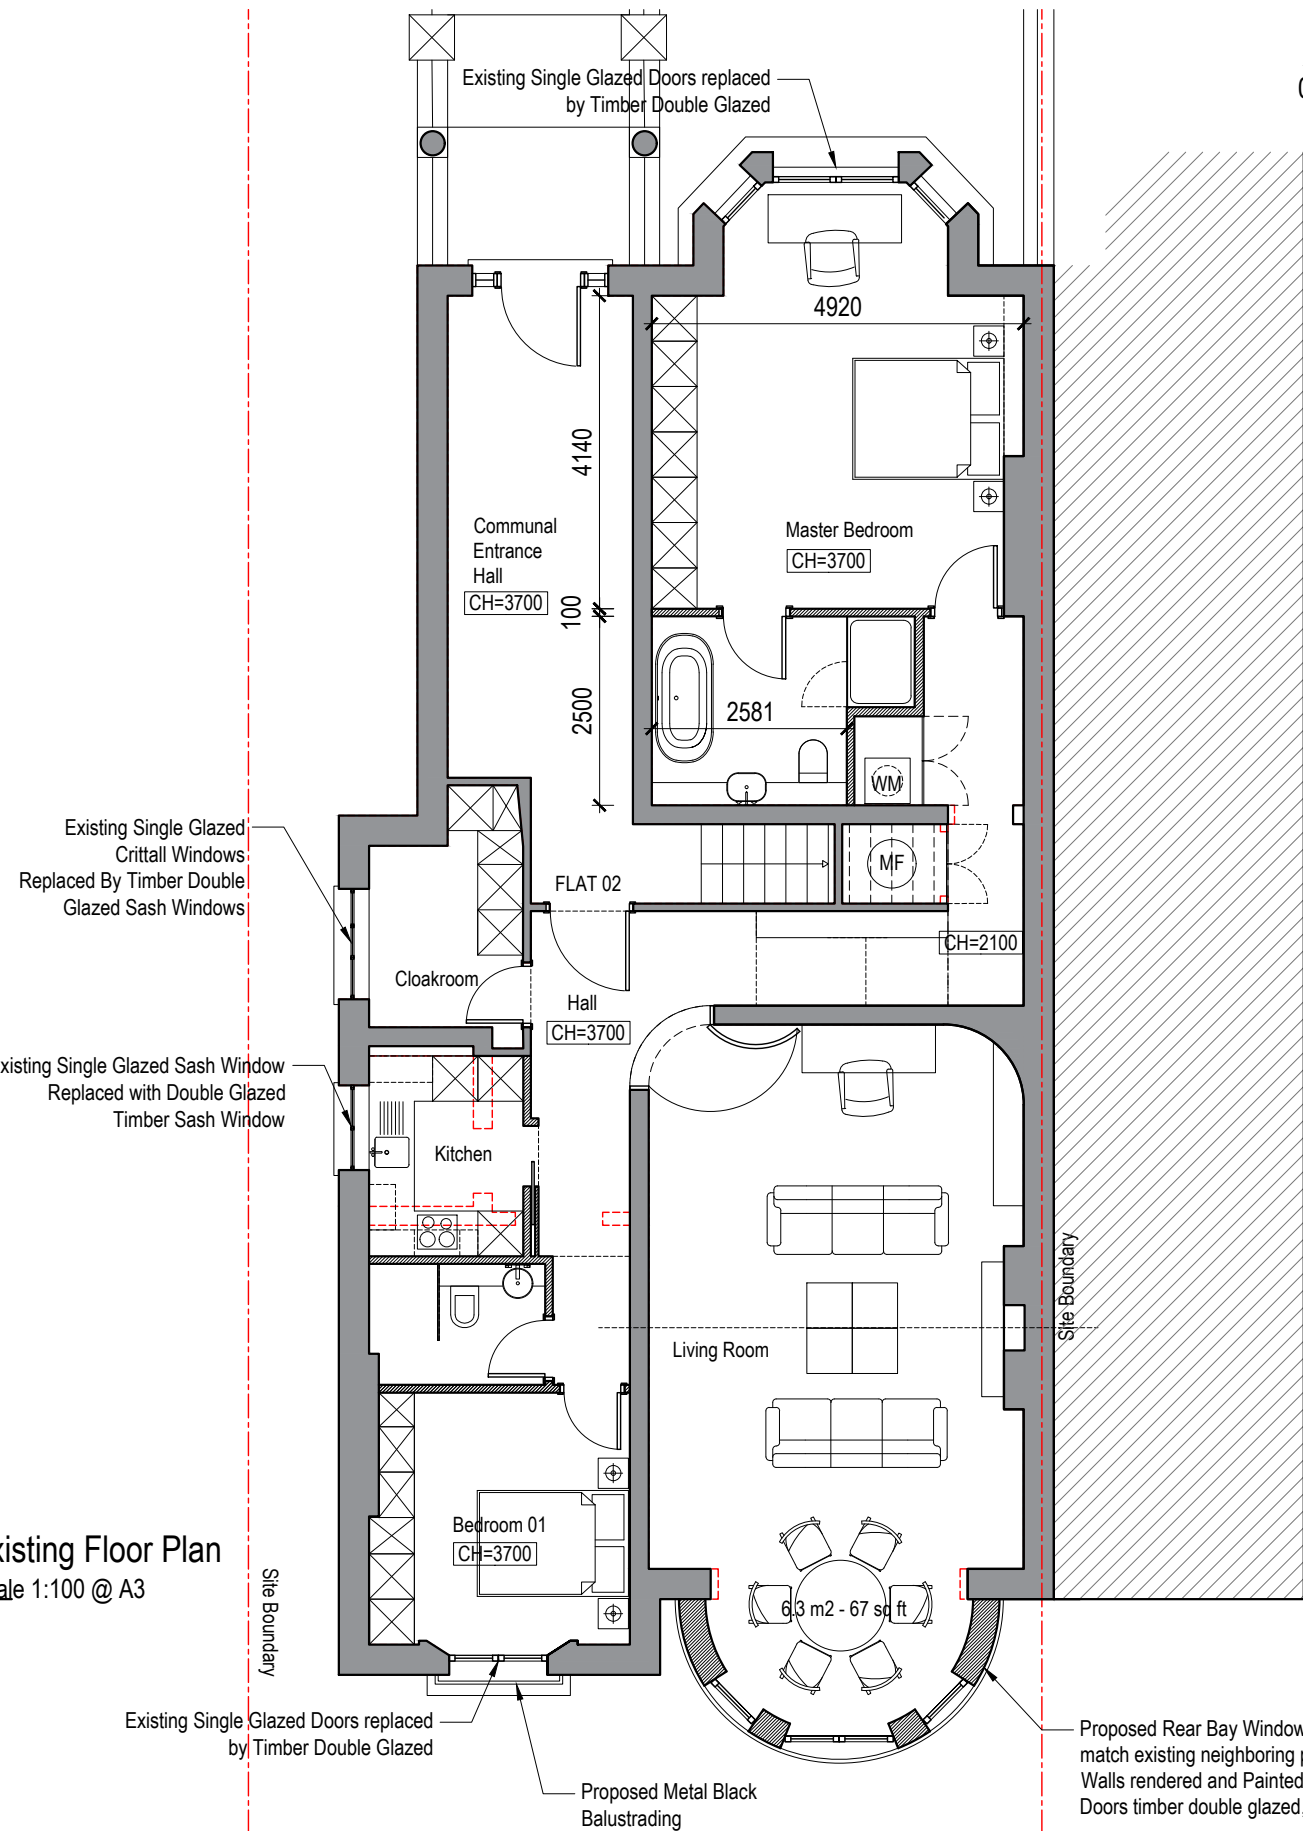 Existing Single Glazed Doors replaced
by Timber Double Glazed
4920
4140
Communal
Entrance
Hall
CH=3700
Master Bedroom
CH=3700
100
2500
2581
WM
Existing Single Glazed
Crittall Windows
Replaced By Timber Double
Glazed Sash Windows
MF
FLAT 02
CH=2100
Cloakroom
Hall
CH=3700
xisting Single Glazed Sash Window
Replaced with Double Glazed
Timber Sash Window
Kitchen
Site Boundary
Living Room
Bedroom 01
CH=3700
xisting Floor Plan
ale 1:100 @ A3
Site Boundary
6.3 m2 - 67 sq ft
Existing Single Glazed Doors replaced
by Timber Double Glazed
Proposed Metal Black
Balustrading
Proposed Rear Bay Window
match existing neighboring
Walls rendered and Painted
Doors timber double glazed